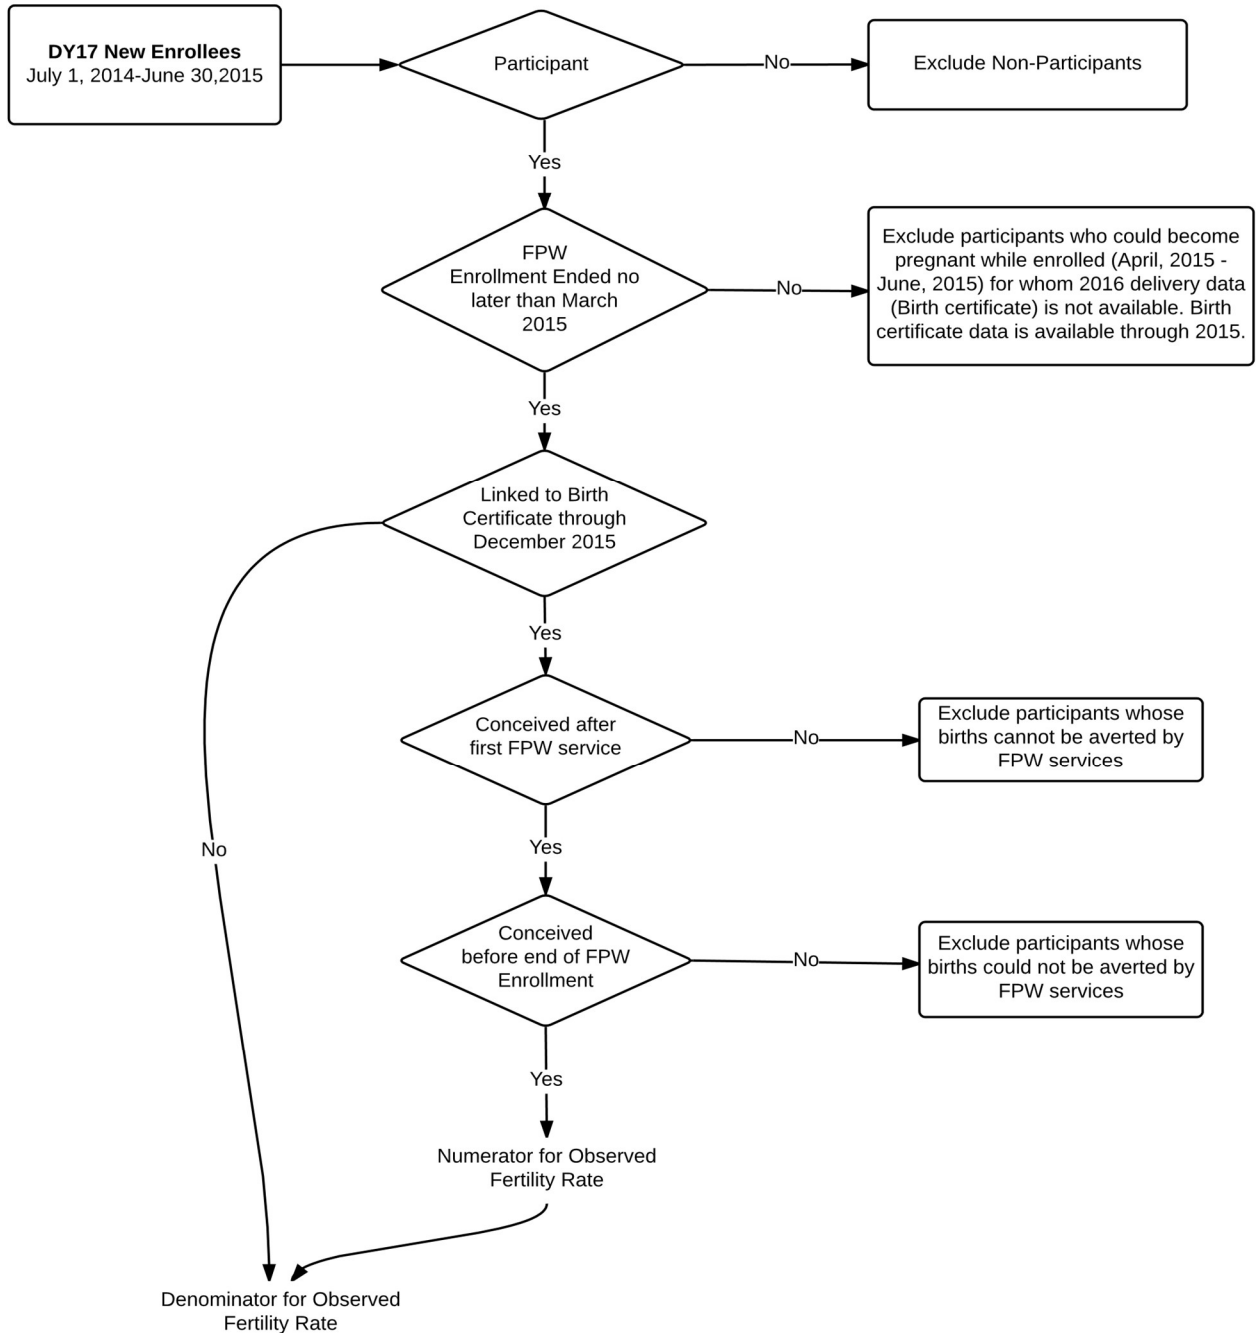 DY17 New Enrollees
July 1, 2014-June 30,2015
Participant
No
Exclude Non-Participants
Yes
FPW
Enrollment Ended no
later than March
2015
No
Exclude participants who could become
pregnant while enrolled (April, 2015 -
June, 2015) for whom 2016 delivery data
(Birth certificate) is not available. Birth
certificate data is available through 2015.
Yes
Linked to Birth
Certificate through
December 2015
Yes
Conceived after
first FPW service
No
Exclude participants whose
births cannot be averted by
FPW services
No
Yes
Conceived
before end of FPW
Enrollment
No
Exclude participants whose
births could not be averted by
FPW services
Yes
Numerator for Observed
Fertility Rate
Denominator for Observed
Fertility Rate